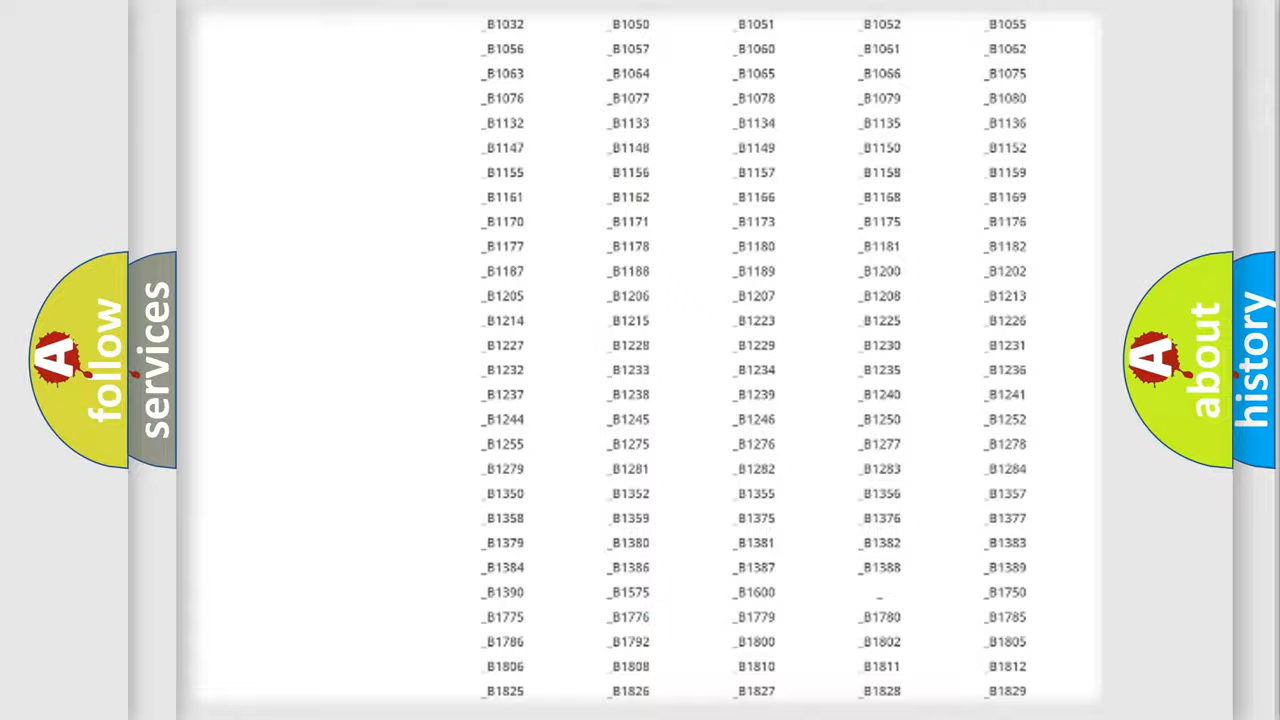 _B1032 _B1050 _B1051 _B1052 _B1055
_B1056 _B1057 _B1060 _B1061 _B1062
_B1063 _B1064 _B1065 _B1066 _B1075
_B1076 _B1077 _B1078 _B1079 _B1080
_B1132 _B1133 _B1134 _B1135 _B1136
_B1147 _B1148 _B1149 _B1150 _B1152
_B1155 _B1156 _B1157 _B1158 _B1159
_B1161 _B1162 _B1166 _B1168 _B1169
_B1170 _B1171 _B1173 _B1175 _B1176
_B1177 _B1178 _B1180 _B1181 _B1182
_B1187 _B1188 _B1189 _B1200 _B1202
_B1205 _B1206 _B1207 _B1208 _B1213
_B1214 _B1215 _B1223 _B1225 _B1226
_B1227 _B1228 _B1229 _B1230 _B1231
_B1232 _B1233 _B1234 _B1235 _B1236
_B1237 _B1238 _B1239 _B1240 _B1241
_B1244 _B1245 _B1246 _B1250 _B1252
_B1255 _B1275 _B1276 _B1277 _B1278
_B1279 _B1281 _B1282 _B1283 _B1284
_B1350 _B1352 _B1355 _B1356 _B1357
_B1358 _B1359 _B1375 _B1376 _B1377
_B1379 _B1380 _B1381 _B1382 _B1383
_B1384 _B1386 _B1387 _B1388 _B1389
_B1390 _B1575 _B1600 _ _B1750
_B1775 _B1776 _B1779 _B1780 _B1785
_B1786 _B1792 _B1800 _B1802 _B1805
_B1806 _B1808 _B1810 _B1811 _B1812
_B1825 _B1826 _B1827 _B1828 _B1829
A
follow
services
A
about
history